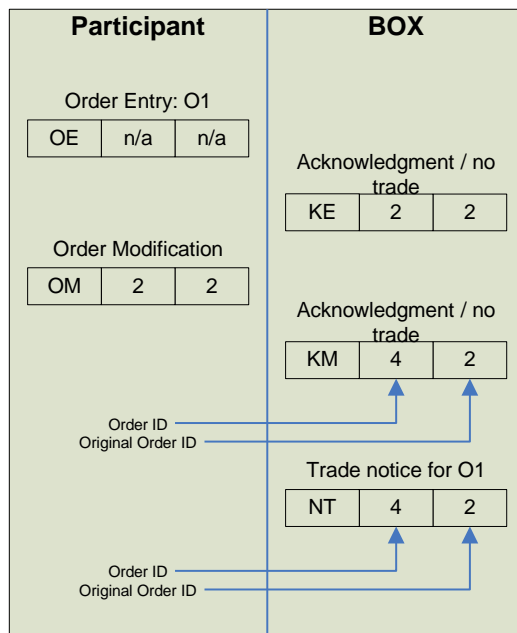 Participant BOX
Order Entry: O1
OE n/a n/a
Acknowledgment / no
trade
KE 2 2
Order Modification
OM 2 2
Acknowledgment / no
trade
KM 4 2
Order ID
Original Order ID
Trade notice for O1
NT 4 2
Order ID
Original Order ID